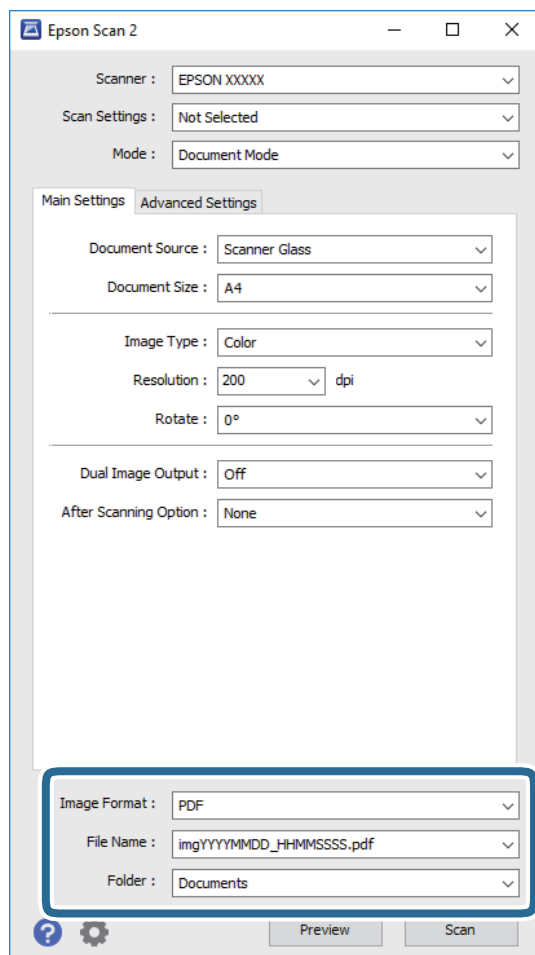 Epson Scan 2
Scanner : EPSON XXXXX
Scan Settings : Not Selected
Mode : Document Mode
Main Settings Advanced Settings
Document Source : Scanner Glass
Document Size : A4
Image Type : Color
Resolution : 200 dpi
Rotate : 0°
Dual Image Output : Off
After Scanning Option : None
Image Format : PDF
File Name : imgYYYYMMDD_HHMMSSSS.pdf
Folder : Documents
? Preview Scan